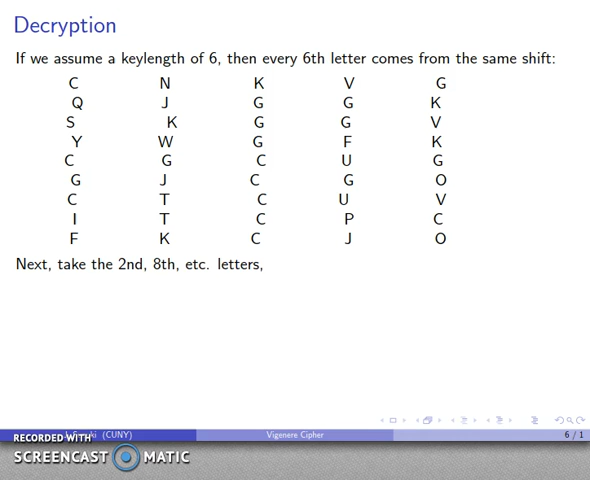 Decryption
If we assume a keylength of 6, then every 6th letter comes from the same shift:
C N K V G
Q J G G K
S K G G V
Y W G F K
C G C U G
G J C G O
C T C U V
I T C P C
F K C J O
Next, take the 2nd, 8th, etc. letters,
(CUNY) Vigenere Cipher 6 / 1
RECORDED WITH
SCREENCAST MATIC